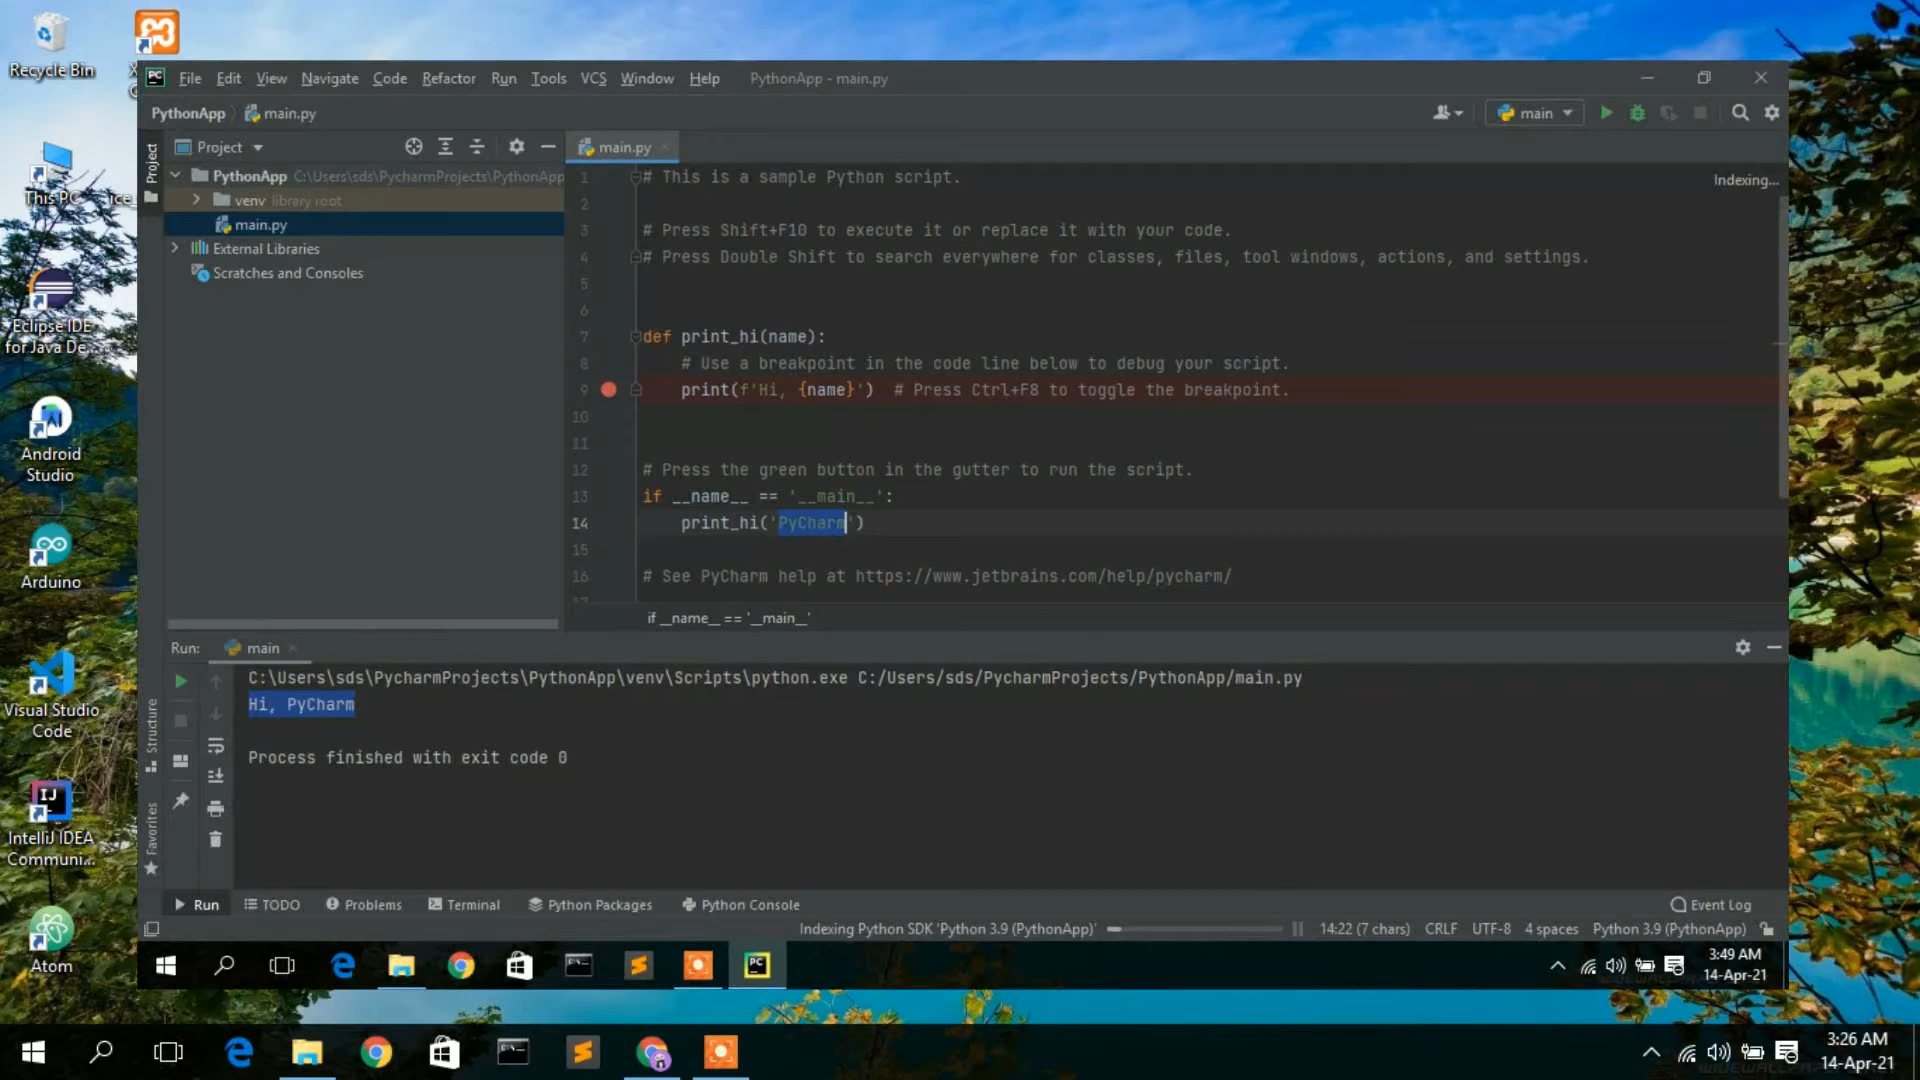 Recycle Bin
This PC
Eclipse IDE
for Java De...
Android
Studio
Arduino
Visual Studio
Code
IntelliJ IDEA
Communi...
Atom
PC File Edit View Navigate Code Refactor Run Tools VCS Window Help PythonApp - main.py
PythonApp main.py main
Project
Project main.py
PythonApp C:\Users\sds\PycharmProjects\PythonApp
venv library root
main.py
External Libraries
Scratches and Consoles
Indexing...
1 # This is a sample Python script.
2
3 # Press Shift+F10 to execute it or replace it with your code.
4 # Press Double Shift to search everywhere for classes, files, tool windows, actions, and settings.
5
6
7 def print_hi(name):
8 # Use a breakpoint in the code line below to debug your script.
9 print(f'Hi, {name}') # Press Ctrl+F8 to toggle the breakpoint.
10
11
12 # Press the green button in the gutter to run the script.
13 if __name__ == '__main__':
14 print_hi('PyCharm')
15
16 # See PyCharm help at https://www.jetbrains.com/help/pycharm/
if __name__ == '__main__'
Run: main
C:\Users\sds\PycharmProjects\PythonApp\venv\Scripts\python.exe C:/Users/sds/PycharmProjects/PythonApp/main.py
Hi, PyCharm
Process finished with exit code 0
Structure
Favorites
Run TODO Problems Terminal Python Packages Python Console Event Log
Indexing Python SDK 'Python 3.9 (PythonApp)' 14:22 (7 chars) CRLF UTF-8 4 spaces Python 3.9 (PythonApp)
PC
3:49 AM
14-Apr-21
3:26 AM
14-Apr-21